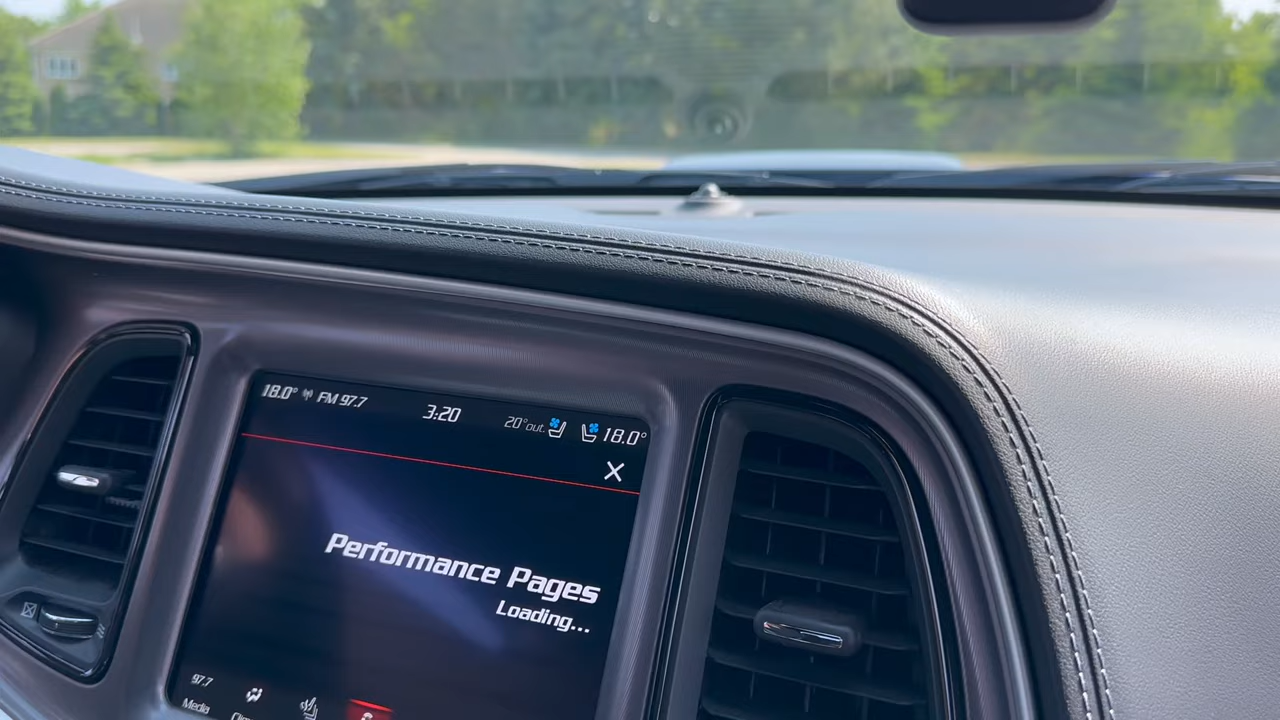 18.0° FM 97.7 3:20 20°out. 18.0°
Performance Pages
Loading...
97.7
Media